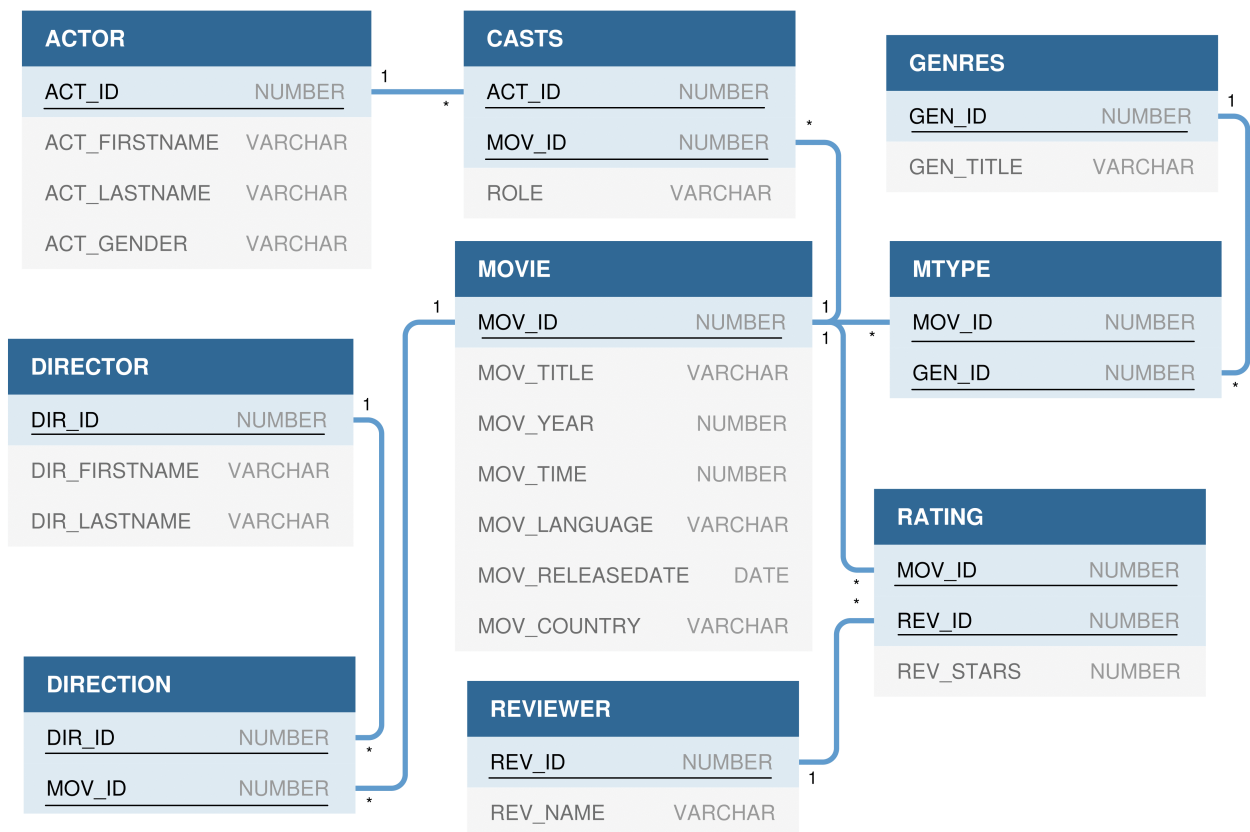 ACTOR
ACT_ID NUMBER
ACT_FIRSTNAME VARCHAR
ACT_LASTNAME VARCHAR
ACT_GENDER VARCHAR
1
*
CASTS
ACT_ID NUMBER
MOV_ID NUMBER
ROLE VARCHAR
*
GENRES
GEN_ID NUMBER
GEN_TITLE VARCHAR
1
MOVIE
MOV_ID NUMBER
MOV_TITLE VARCHAR
MOV_YEAR NUMBER
MOV_TIME NUMBER
MOV_LANGUAGE VARCHAR
MOV_RELEASEDATE DATE
MOV_COUNTRY VARCHAR
1
1
1
*
MTYPE
MOV_ID NUMBER
GEN_ID NUMBER
*
DIRECTOR
DIR_ID NUMBER
DIR_FIRSTNAME VARCHAR
DIR_LASTNAME VARCHAR
1
RATING
MOV_ID NUMBER
REV_ID NUMBER
REV_STARS NUMBER
*
*
DIRECTION
DIR_ID NUMBER
MOV_ID NUMBER
*
*
REVIEWER
REV_ID NUMBER
REV_NAME VARCHAR
1